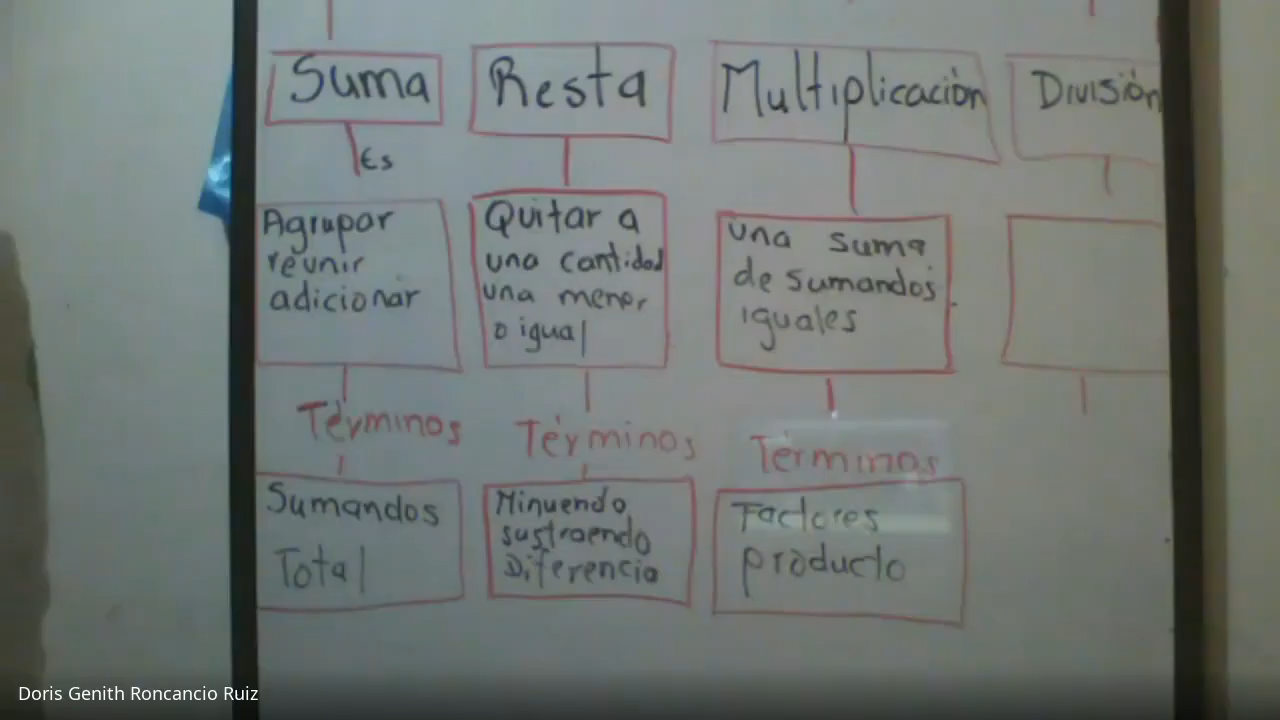 Suma
Resta
Multiplicación
División
Es
Agrupar
reunir
adicionar
Quitar a
una cantidad
una menor
o igual
una suma
de sumandos
iguales
Términos
Términos
Términos
Sumandos
Total
Minuendo
sustraendo
Diferencia
Factores
producto
Doris Genith Roncancio Ruiz